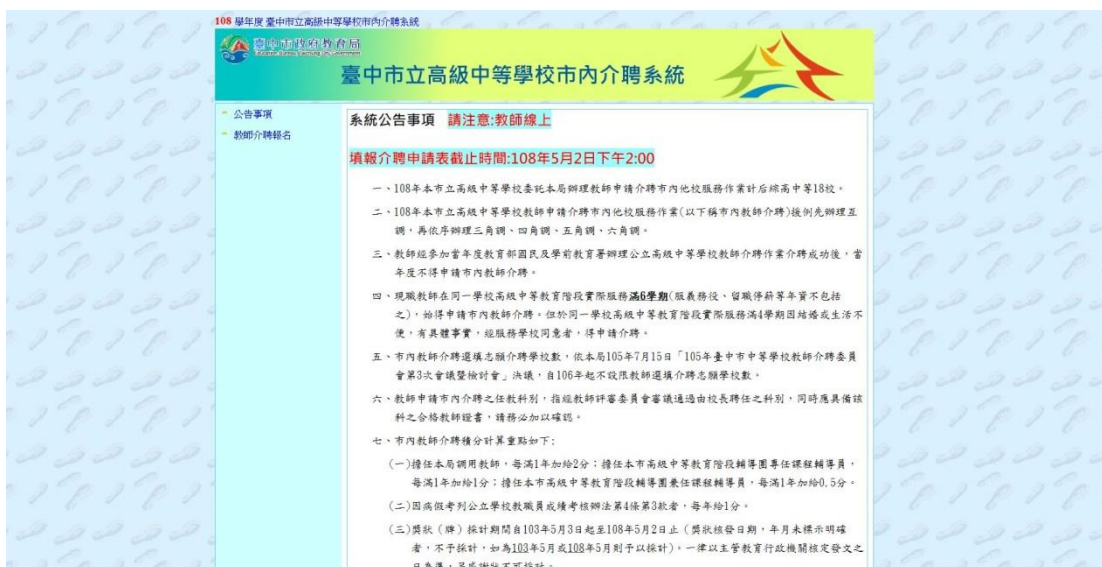 108 學年度 臺中市立高級中等學校市內介聘系統
臺中市政府教育局
臺中市立高級中等學校市內介聘系統
公告事項
教師介聘報名
系統公告事項 請注意:教師線上
填報介聘申請表截止時間:108年5月2日下午2:00
一、108年本市立高級中等學校委託本局辦理教師申請介聘市內他校服務作業計后綜高中等18校。
二、108年本市立高級中等學校教師申請介聘市內他校服務作業(以下稱市內教師介聘)援例先辦理互
調,再依序辦理三角調、四角調、五角調、六角調。
三、教師經參加當年度教育部國民及學前教育署辦理公立高級中等學校教師介聘作業介聘成功後,當
年度不得申請市內教師介聘。
四、現職教師在同一學校高級中等教育階段實際服務滿6學期(服義務役、留職停薪等年資不包括
之),始得申請市內教師介聘。但於同一學校高級中等教育階段實際服務滿4學期因結婚或生活不
便,有具體事實,經服務學校同意者,得申請介聘。
五、市內教師介聘選填志願介聘學校數,依本局105年7月15日「105年臺中市中等學校教師介聘委員
會第3次會議暨檢討會」決議,自106年起不設限教師選填介聘志願學校數。
六、教師申請市內介聘之任教科別,指經教師評審委員會審議通過由校長聘任之科別,同時應具備該
科之合格教師證書,請務必加以確認。
七、市內教師介聘積分計算重點如下:
(一)擔任本局調用教師,每滿1年加給2分;擔任本市高級中等教育階段輔導團專任課程輔導員,
每滿1年加給1分;擔任本市高級中等教育階段輔導團兼任課程輔導員,每滿1年加給0.5分。
(二)因病假考列公立學校教職員成績考核辦法第4條第3款者,每年給1分。
(三)獎狀(牌)採計期間自103年5月3日起至108年5月2日止(獎狀核發日期,年月未標示明確
者,不予採計,如為103年5月或108年5月則予以採計)。一律以主管教育行政機關核定發文之